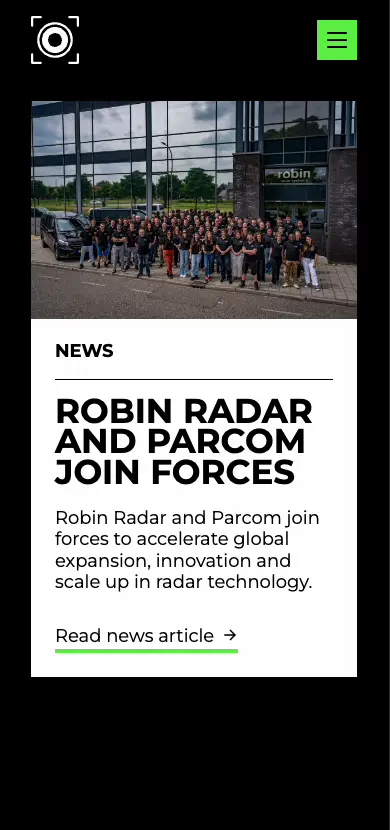 robin
NEWS
ROBIN RADAR
AND PARCOM
JOIN FORCES
Robin Radar and Parcom join
forces to accelerate global
expansion, innovation and
scale up in radar technology.
Read news article →